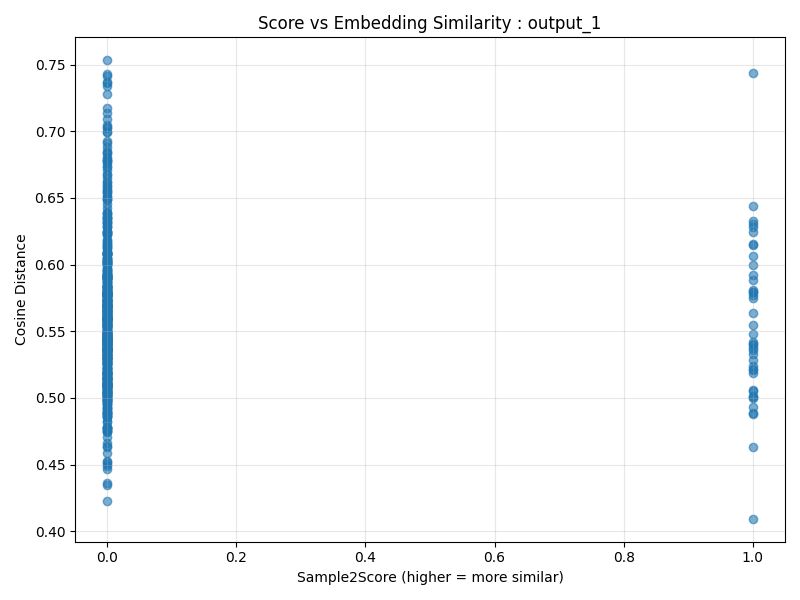 Score vs Embedding Similarity : output_1
Cosine Distance
0.75
0.70
0.65
0.60
0.55
0.50
0.45
0.40
0.0 0.2 0.4 0.6 0.8 1.0
Sample2Score (higher = more similar)